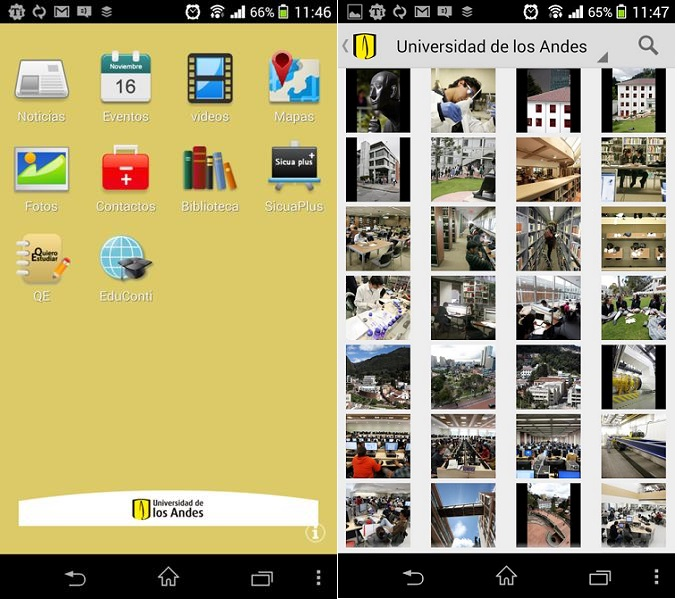 66% 11:46
Noticias
Noviembre
16
Eventos
vídeos
Mapas
Fotos
Contactos
Biblioteca
Sicua plus
+
SicuaPlus
Quiero
Estudiar
QE
EduConti
Universidad de
los Andes
65% 11:47
Universidad de los Andes